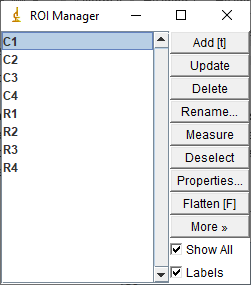 ROI Manager
C1
C2
C3
C4
R1
R2
R3
R4
Add [t]
Update
Delete
Rename...
Measure
Deselect
Properties...
Flatten [F]
More »
Show All
Labels